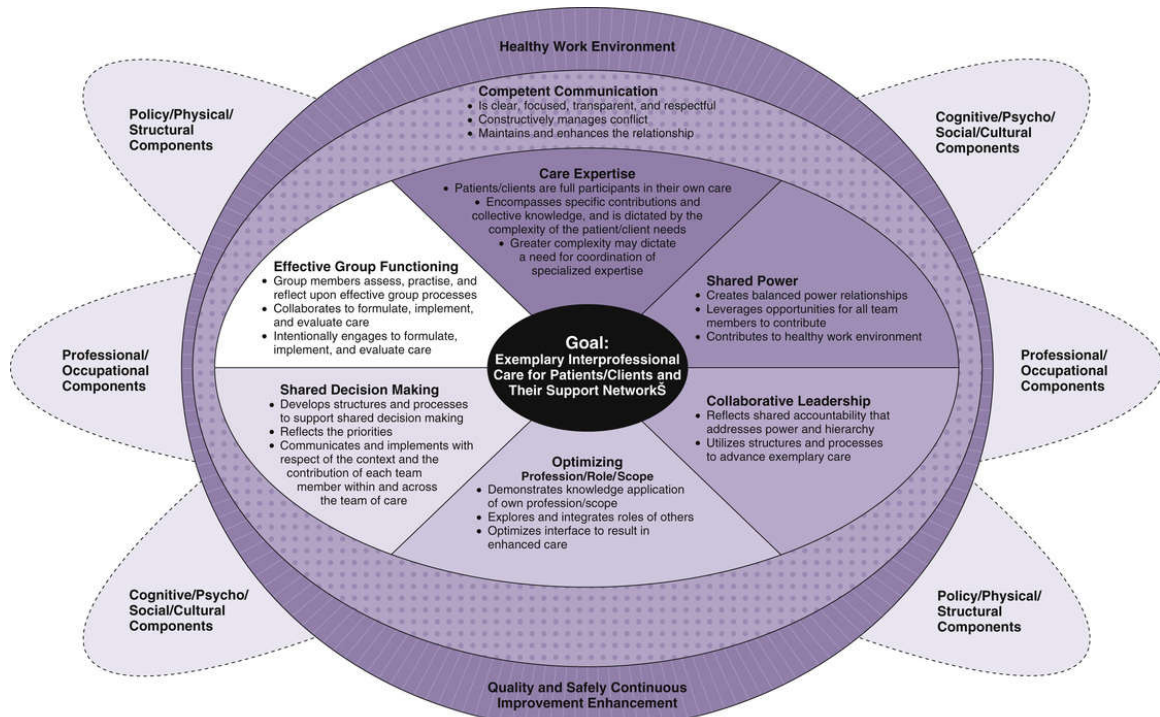 Healthy Work Environment
Competent Communication
• Is clear, focused, transparent, and respectful
• Constructively manages conflict
• Maintains and enhances the relationship
Policy/Physical/
Structural
Components
Cognitive/Psycho/
Social/Cultural
Components
Care Expertise
• Patients/clients are full participants in their own care
• Encompasses specific contributions and
collective knowledge, and is dictated by the
complexity of the patient/client needs
• Greater complexity may dictate
a need for coordination of
specialized expertise
Effective Group Functioning
• Group members assess, practise, and
reflect upon effective group processes
• Collaborates to formulate, implement,
and evaluate care
• Intentionally engages to formulate,
implement, and evaluate care
Shared Power
• Creates balanced power relationships
• Leverages opportunities for all team
members to contribute
• Contributes to healthy work environment
Professional/
Occupational
Components
Goal:
Exemplary Interprofessional
Care for Patients/Clients and
Their Support NetworkŠ
Professional/
Occupational
Components
Shared Decision Making
• Develops structures and processes
to support shared decision making
• Reflects the priorities
• Communicates and implements with
respect of the context and the
contribution of each team
member within and across
the team of care
Collaborative Leadership
• Reflects shared accountability that
addresses power and hierarchy
• Utilizes structures and processes
to advance exemplary care
Optimizing
Profession/Role/Scope
• Demonstrates knowledge application
of own profession/scope
• Explores and integrates roles of others
• Optimizes interface to result in
enhanced care
Cognitive/Psycho/
Social/Cultural
Components
Policy/Physical/
Structural
Components
Quality and Safely Continuous
Improvement Enhancement